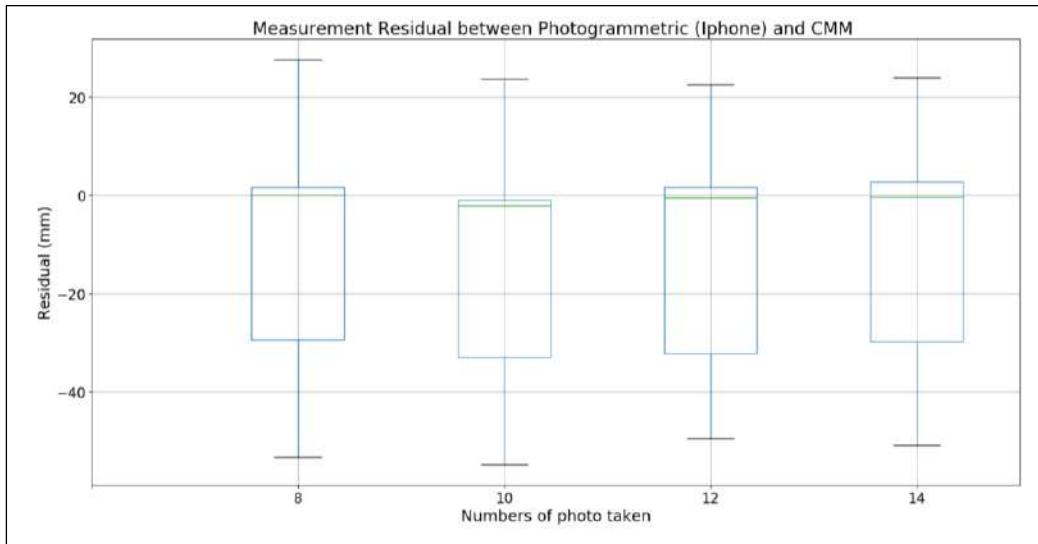 Measurement Residual between Photogrammetric (Iphone) and CMM
20
0
−20
−40
Residual (mm)
8 10 12 14
Numbers of photo taken